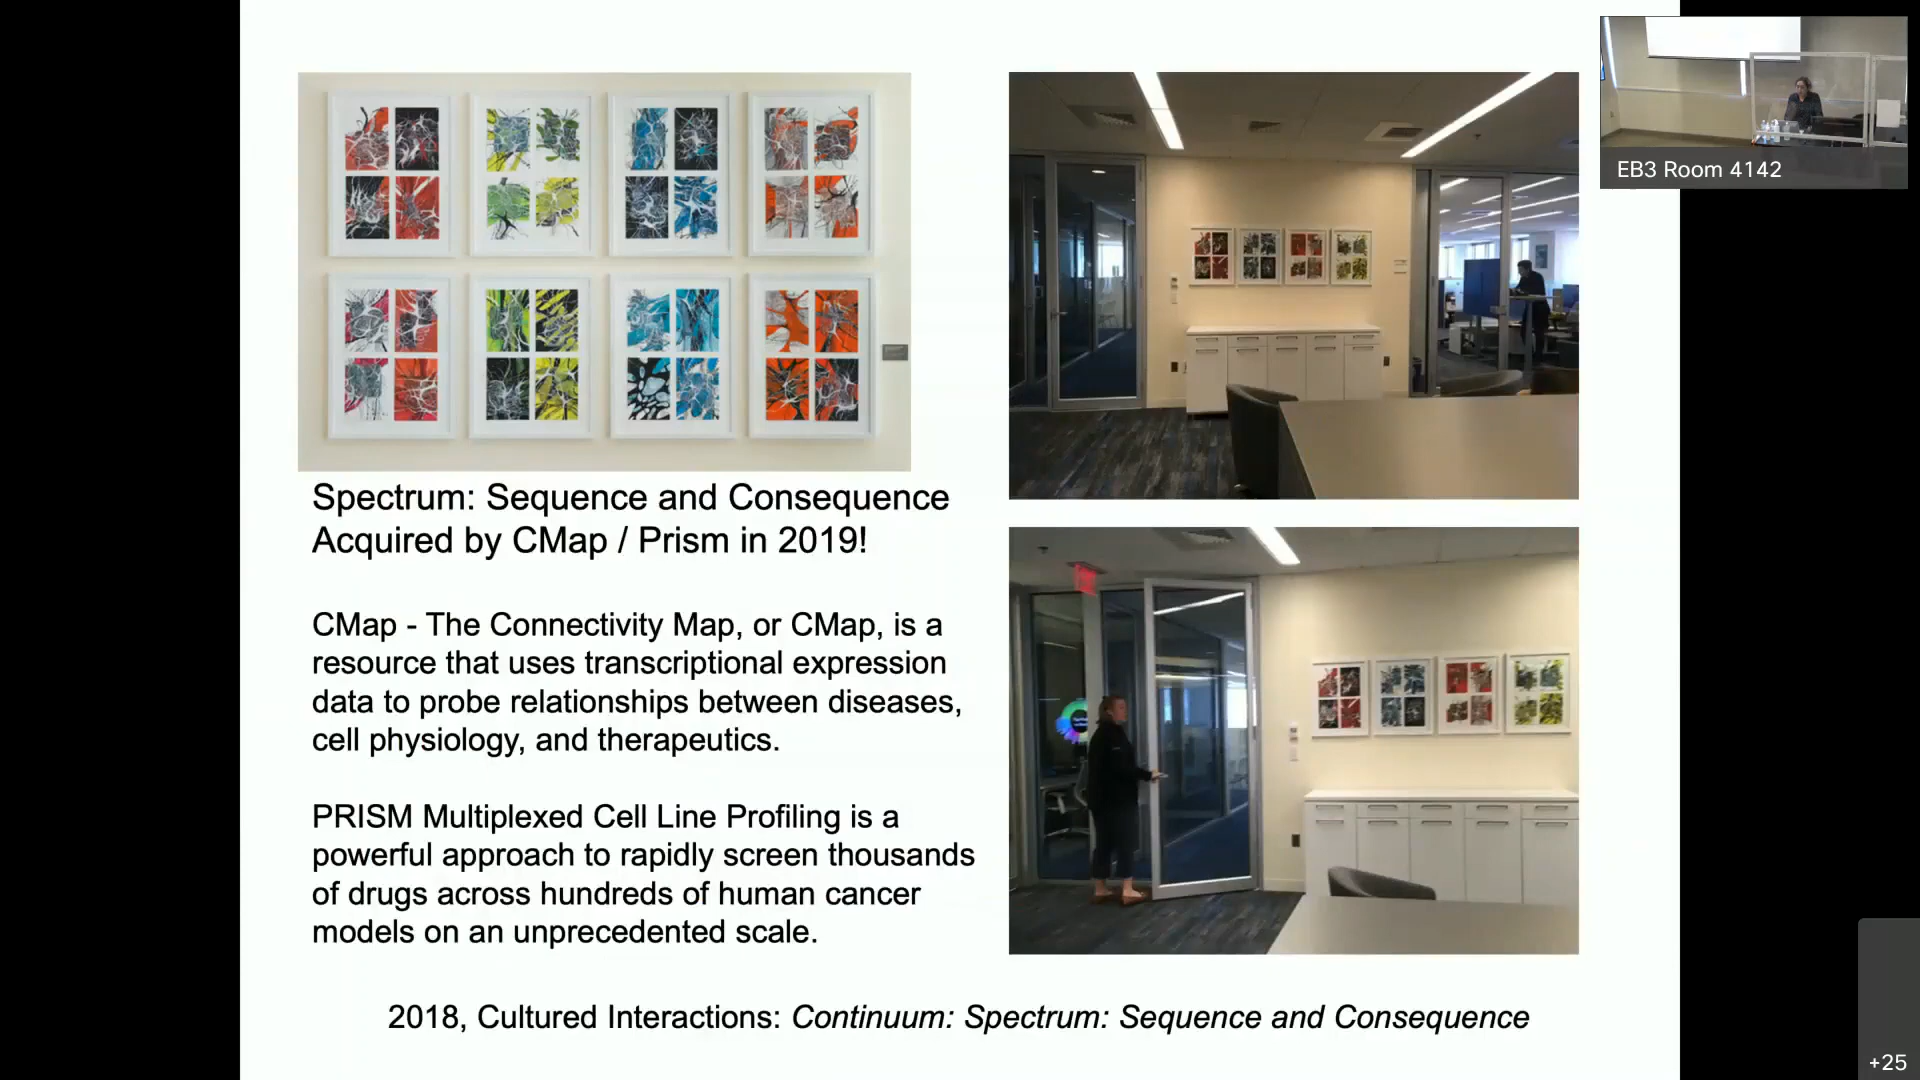 EB3 Room 4142
Spectrum: Sequence and Consequence
Acquired by CMap / Prism in 2019!
CMap - The Connectivity Map, or CMap, is a
resource that uses transcriptional expression
data to probe relationships between diseases,
cell physiology, and therapeutics.
PRISM Multiplexed Cell Line Profiling is a
powerful approach to rapidly screen thousands
of drugs across hundreds of human cancer
models on an unprecedented scale.
2018, Cultured Interactions: Continuum: Spectrum: Sequence and Consequence
+25